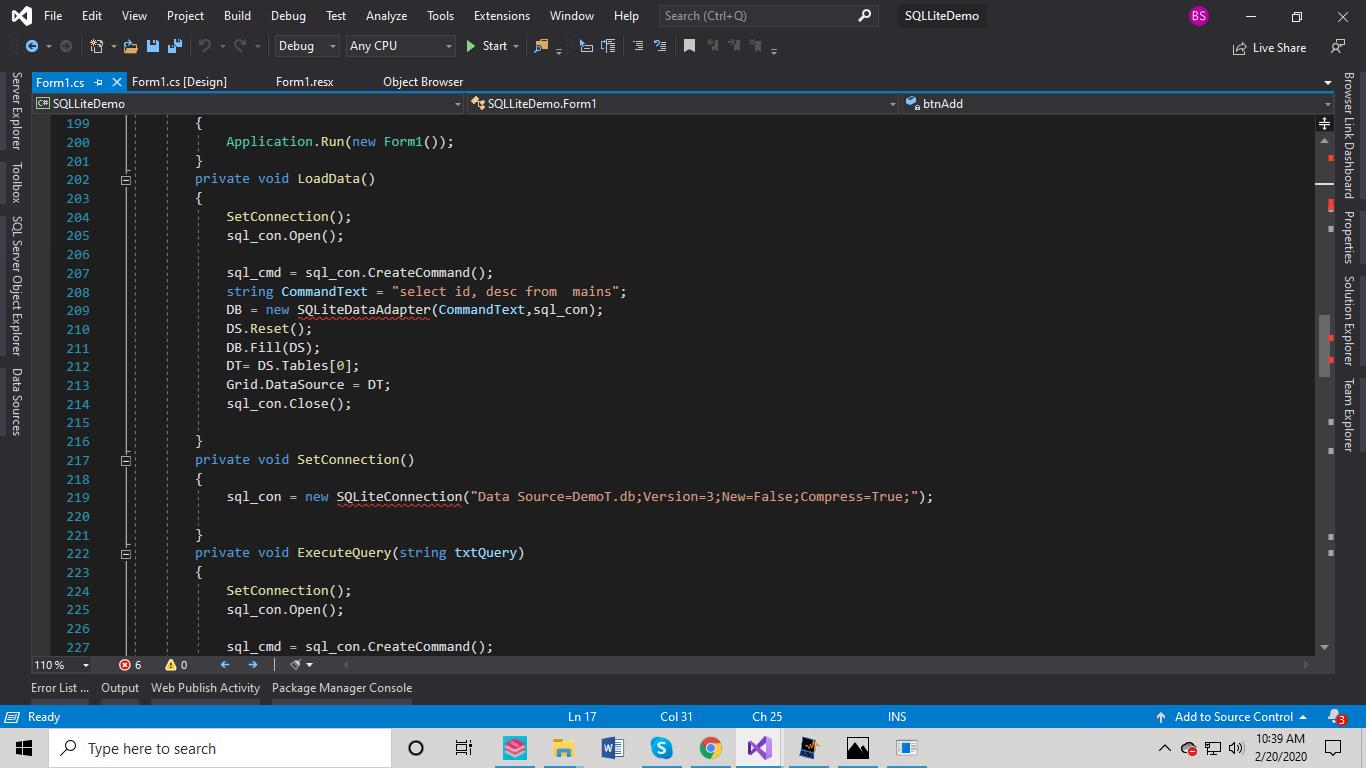 File Edit View Project Build Debug Test Analyze Tools Extensions Window Help Search (Ctrl+Q) SQLLiteDemo BS
Debug Any CPU Start Live Share
Form1.cs Form1.cs [Design] Form1.resx Object Browser
C# SQLLiteDemo SQLLiteDemo.Form1 btnAdd
Server Explorer
Toolbox
SQL Server Object Explorer
Data Sources
199 {
200 Application.Run(new Form1());
201 }
202 private void LoadData()
203 {
204 SetConnection();
205 sql_con.Open();
206
207 sql_cmd = sql_con.CreateCommand();
208 string CommandText = "select id, desc from  mains";
209 DB = new SQLiteDataAdapter(CommandText,sql_con);
210 DS.Reset();
211 DB.Fill(DS);
212 DT= DS.Tables[0];
213 Grid.DataSource = DT;
214 sql_con.Close();
215
216 }
217 private void SetConnection()
218 {
219 sql_con = new SQLiteConnection("Data Source=DemoT.db;Version=3;New=False;Compress=True;");
220
221 }
222 private void ExecuteQuery(string txtQuery)
223 {
224 SetConnection();
225 sql_con.Open();
226
227 sql_cmd = sql_con.CreateCommand();
Browser Link Dashboard
Properties
Solution Explorer
Team Explorer
110 % 6 0
Error List ... Output Web Publish Activity Package Manager Console
Ready Ln 17 Col 31 Ch 25 INS Add to Source Control 3
Type here to search
10:39 AM
2/20/2020